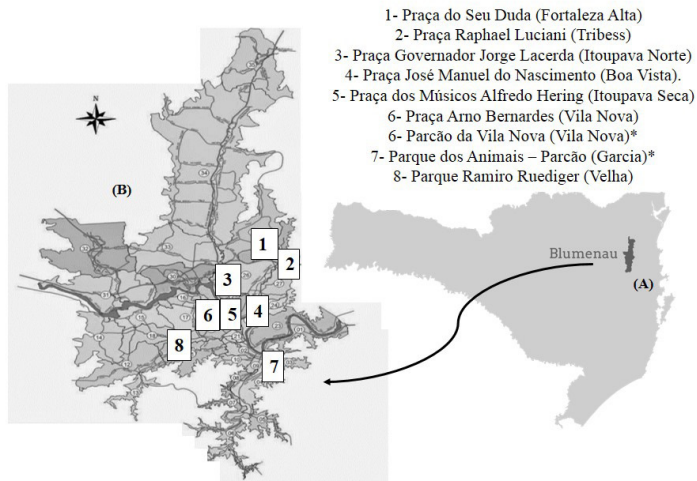 1- Praça do Seu Duda (Fortaleza Alta)
2- Praça Raphael Luciani (Tribess)
3- Praça Governador Jorge Lacerda (Itoupava Norte)
4- Praça José Manuel do Nascimento (Boa Vista).
5- Praça dos Músicos Alfredo Hering (Itoupava Seca)
6- Praça Arno Bernardes (Vila Nova)
6- Parcão da Vila Nova (Vila Nova)*
7- Parque dos Animais – Parcão (Garcia)*
8- Parque Ramiro Ruediger (Velha)
N
(B)
34
1
2
3
4
5
6
7
8
Blumenau
(A)